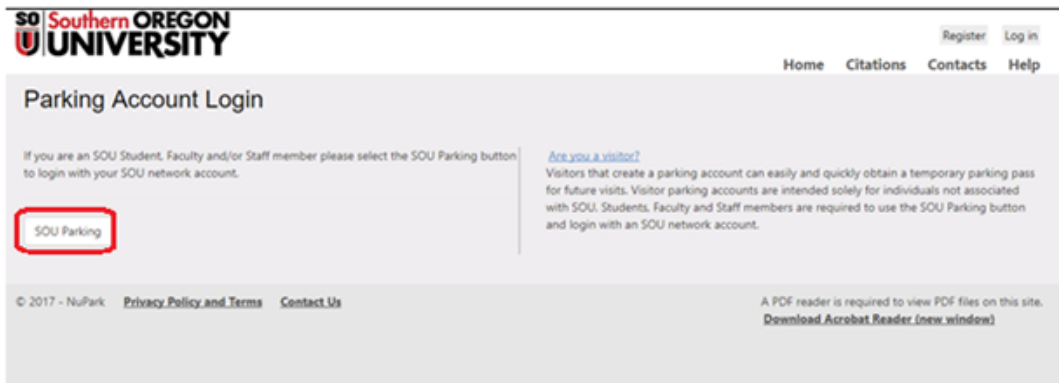 SO Southern OREGON
U UNIVERSITY
Register Log in
Home Citations Contacts Help
Parking Account Login
If you are an SOU Student, Faculty and/or Staff member please select the SOU Parking button
to login with your SOU network account.
SOU Parking
Are you a visitor?
Visitors that create a parking account can easily and quickly obtain a temporary parking pass
for future visits. Visitor parking accounts are intended solely for individuals not associated
with SOU. Students, Faculty and Staff members are required to use the SOU Parking button
and login with an SOU network account.
© 2017 - NuPark Privacy Policy and Terms Contact Us
A PDF reader is required to view PDF files on this site.
Download Acrobat Reader (new window)